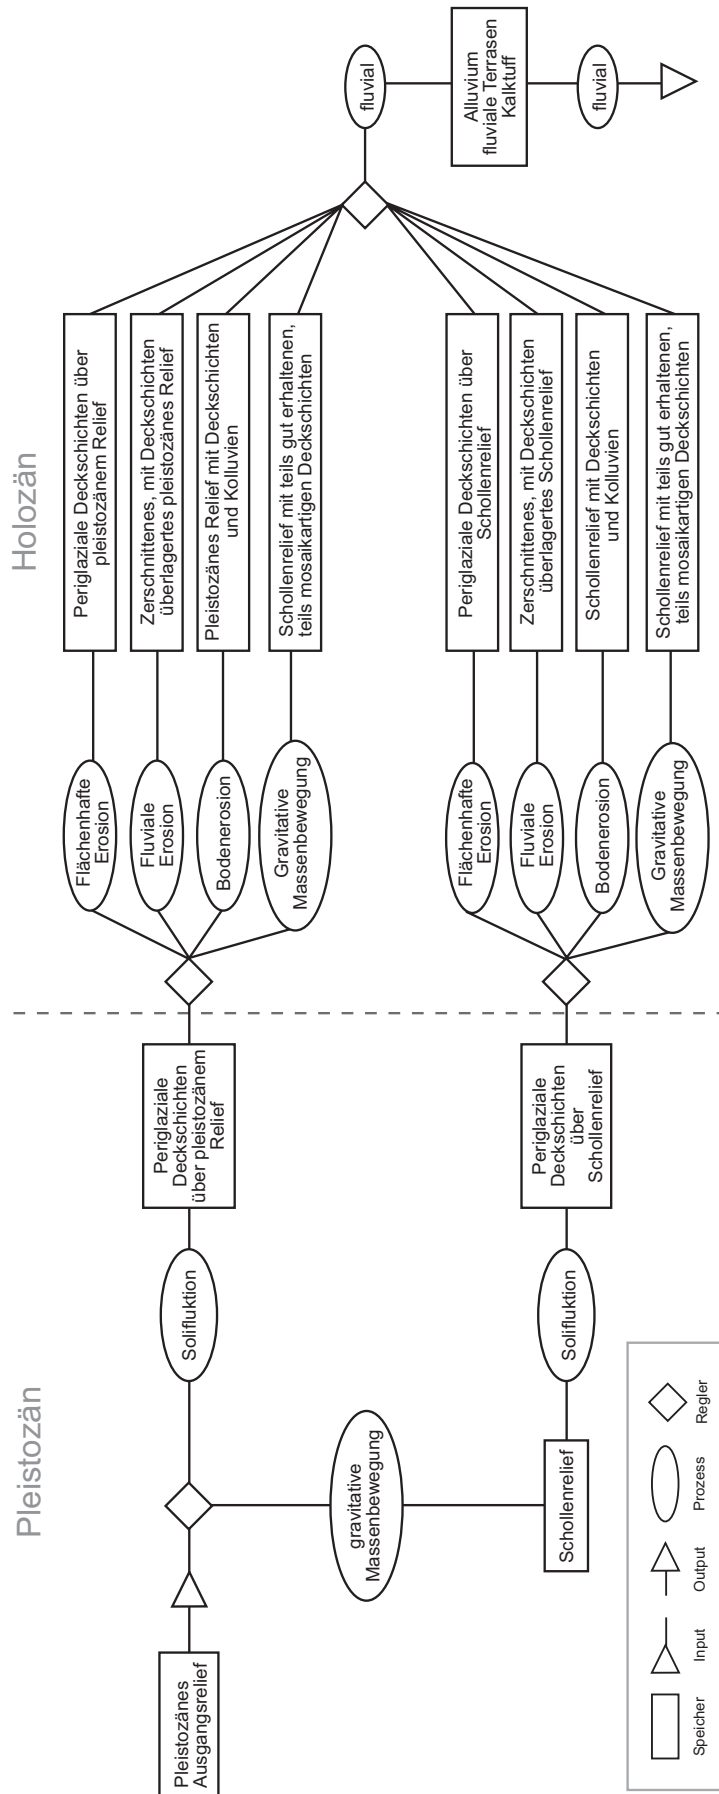 Pleistozän
Holozän
Pleistozänes
Ausgangsrelief
gravitative
Massenbewegung
Schollenrelief
Solifluktion
Solifluktion
Periglaziale
Deckschichten
über pleistozänem
Relief
Periglaziale
Deckschichten
über
Schollenrelief
Flächenhafte
Erosion
Fluviale
Erosion
Bodenerosion
Gravitative
Massenbewegung
Flächenhafte
Erosion
Fluviale
Erosion
Bodenerosion
Gravitative
Massenbewegung
Periglaziale Deckschichten über
pleistozänem Relief
Zerschnittenes, mit Deckschichten
überlagertes pleistozänes Relief
Pleistozänes Relief mit Deckschichten
und Kolluvien
Schollenrelief mit teils gut erhaltenen,
teils mosaikartigen Deckschichten
Periglaziale Deckschichten über
Schollenrelief
Zerschnittenes, mit Deckschichten
überlagertes Schollenrelief
Schollenrelief mit Deckschichten
und Kolluvien
Schollenrelief mit teils gut erhaltenen,
teils mosaikartigen Deckschichten
fluvial
Alluvium
fluviale Terrasen
Kalktuff
fluvial
Speicher
Input
Output
Prozess
Regler